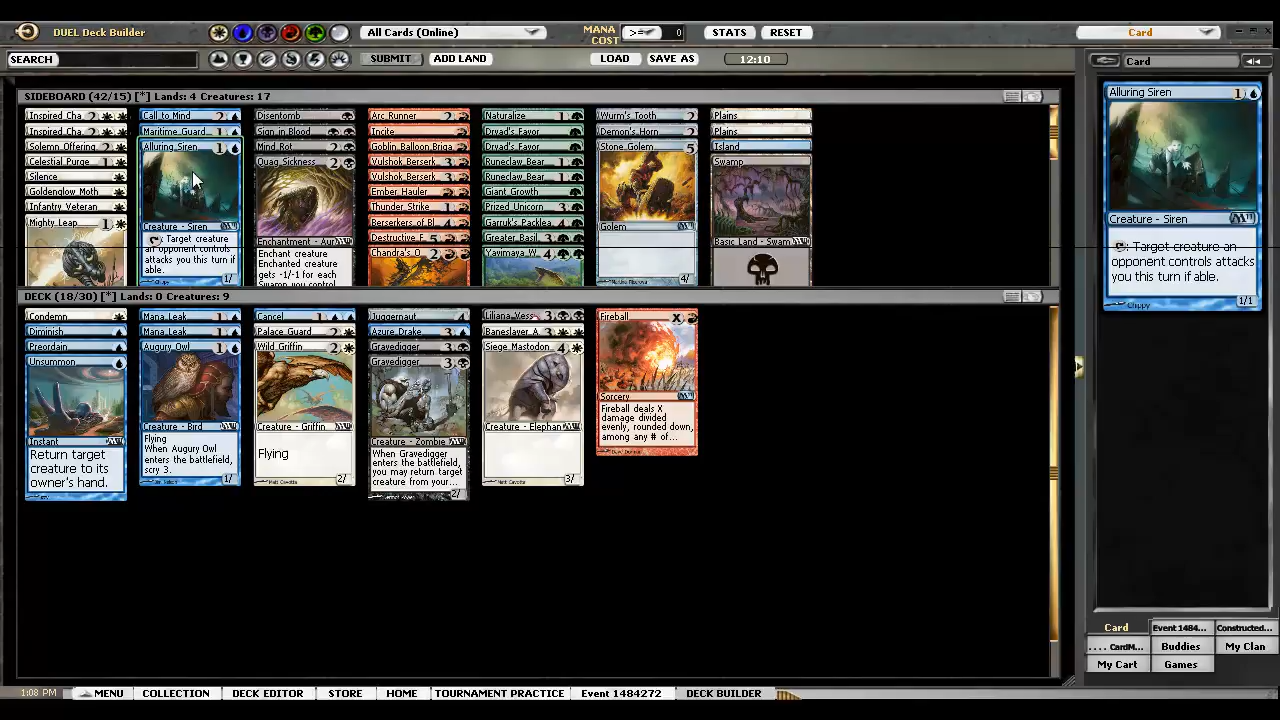 DUEL Deck Builder
All Cards (Online)
MANA COST
>=
0
STATS
RESET
Card
SEARCH
SUBMIT
ADD LAND
LOAD
SAVE AS
12:10
Card
SIDEBOARD (42/15) [*] Lands: 4 Creatures: 17
Inspired Cha
Inspired Cha
Solemn Offering
Celestial Purge
Silence
Goldenglow Moth
Infantry Veteran
Mighty Leap
Call to Mind
Maritime Guard
Alluring Siren
Creature - Siren
: Target creature an opponent controls attacks you this turn if able.
1/
Disentomb
Sign in Blood
Mind Rot
Quag Sickness
Enchantment - Aur
Enchant creature
Enchanted creature gets -1/-1 for each Swamp you control
Arc Runner
Incite
Goblin Balloon Briga
Vulshok Berserk
Vulshok Berserk
Ember Hauler
Thunder Strike
Berserkers of Bl
Destructive F
Chandra's O
Naturalize
Dryad's Favor
Dryad's Favor
Runeclaw Bear
Runeclaw Bear
Giant Growth
Prized Unicorn
Garruk's Packlea
Greater Basil
Yavimaya W
Wurm's Tooth
Demon's Horn
Stone Golem
5
Golem
4/
Plains
Plains
Island
Swamp
Basic Land - Swam
DECK (18/30) [*] Lands: 0 Creatures: 9
Condemn
Diminish
Preordain
Unsummon
Instant
Return target creature to its owner's hand.
Mana Leak
Mana Leak
Augury Owl
Creature - Bird
Flying
When Augury Owl enters the battlefield, scry 3.
1/
Cancel
Palace Guard
Wild Griffin
Creature - Griffin
Flying
2/
Juggernaut
Azure Drake
Gravedigger
Gravedigger
Creature - Zombie
When Gravedigger enters the battlefield, you may return target creature from your...
2/
Liliana Vess
Baneslayer A
Siege Mastodon
Creature - Elephan
3/
Fireball
X
Sorcery
Fireball deals X damage divided evenly, rounded down, among any # of...
Alluring Siren
1
Creature - Siren
: Target creature an opponent controls attacks you this turn if able.
Clippy
1/1
Card
Event 1484...
Constructed...
.... CardM...
Buddies
My Clan
My Cart
Games
1:08 PM
MENU
COLLECTION
DECK EDITOR
STORE
HOME
TOURNAMENT PRACTICE
Event 1484272
DECK BUILDER